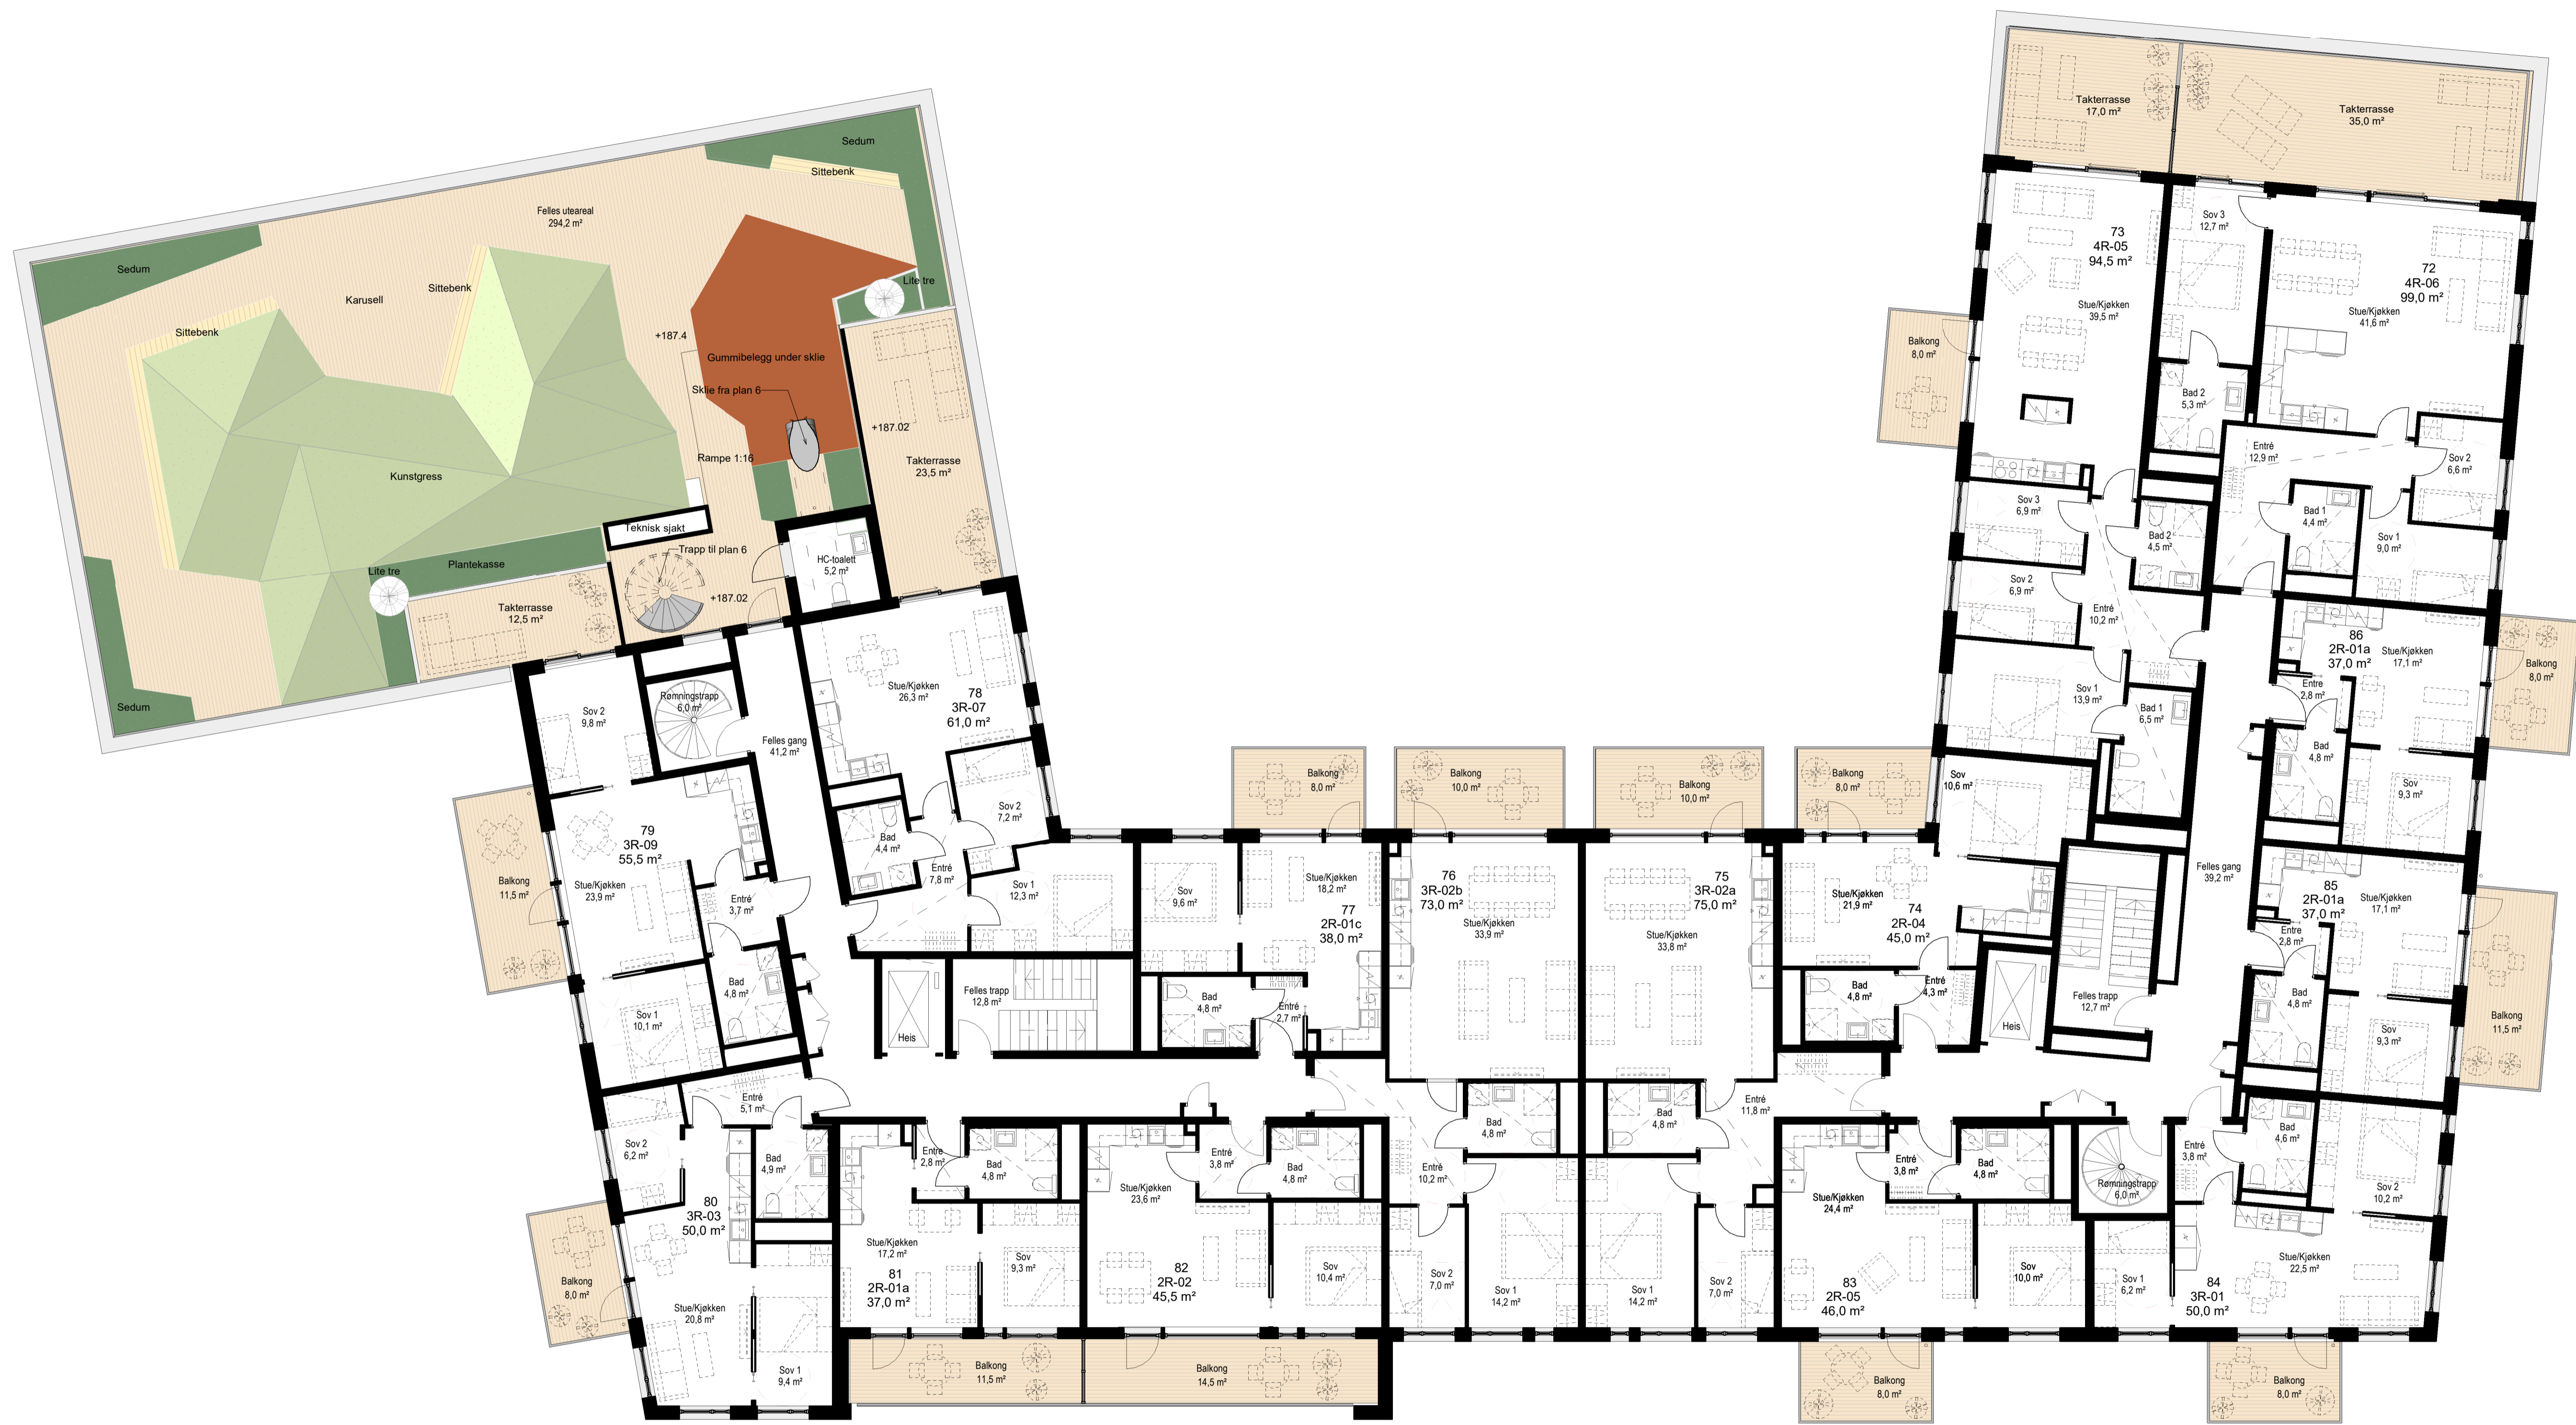 Sedum
Sittebenk
Felles uteareal
294,2 m²
Sedum
Karusell
Sittebenk
Sittebenk
Lite tre
+187.4
Gummibelegg under sklie
Sklie fra plan 6
+187.02
Rampe 1:16
Takterrasse
23,5 m²
Kunstgress
Teknisk sjakt
Trapp til plan 6
HC-toalett
5,2 m²
Plantekasse
Lite tre
+187.02
Takterrasse
12,5 m²
Sedum
Takterrasse
17,0 m²
Takterrasse
35,0 m²
73
4R-05
94,5 m²
Stue/Kjøkken
39,5 m²
Balkong
8,0 m²
Sov 3
12,7 m²
72
4R-06
99,0 m²
Stue/Kjøkken
41,6 m²
Bad 2
5,3 m²
Entré
12,9 m²
Sov 2
6,6 m²
Bad 1
4,4 m²
Sov 1
9,0 m²
Sov 3
6,9 m²
Bad 2
4,5 m²
Sov 2
6,9 m²
Entré
10,2 m²
Sov 1
13,9 m²
Bad 1
6,5 m²
86
2R-01a
37,0 m²
Stue/Kjøkken
17,1 m²
Entre
2,8 m²
Bad
4,8 m²
Sov
9,3 m²
Balkong
8,0 m²
Felles gang
39,2 m²
85
2R-01a
37,0 m²
Stue/Kjøkken
17,1 m²
Entre
2,8 m²
Bad
4,8 m²
Sov
9,3 m²
Balkong
11,5 m²
Sov 2
9,8 m²
Rømningstrapp
6,0 m²
Felles gang
41,2 m²
Stue/Kjøkken
26,3 m²
78
3R-07
61,0 m²
Sov 2
7,2 m²
Bad
4,4 m²
Entré
7,8 m²
Sov 1
12,3 m²
79
3R-09
55,5 m²
Stue/Kjøkken
23,9 m²
Balkong
11,5 m²
Entré
3,7 m²
Bad
4,8 m²
Sov 1
10,1 m²
Heis
Felles trapp
12,8 m²
Balkong
8,0 m²
Sov
9,6 m²
Stue/Kjøkken
18,2 m²
77
2R-01c
38,0 m²
Bad
4,8 m²
Entré
2,7 m²
Balkong
10,0 m²
76
3R-02b
73,0 m²
Stue/Kjøkken
33,9 m²
Bad
4,8 m²
Entré
10,2 m²
Sov 2
7,0 m²
Sov 1
14,2 m²
Balkong
10,0 m²
75
3R-02a
75,0 m²
Stue/Kjøkken
33,8 m²
Bad
4,8 m²
Entré
11,8 m²
Sov 1
14,2 m²
Sov 2
7,0 m²
Balkong
8,0 m²
Sov
10,6 m²
Stue/Kjøkken
21,9 m²
74
2R-04
45,0 m²
Bad
4,8 m²
Entré
4,3 m²
Heis
Felles trapp
12,7 m²
Entré
5,1 m²
Sov 2
6,2 m²
Bad
4,9 m²
80
3R-03
50,0 m²
Stue/Kjøkken
20,8 m²
Sov 1
9,4 m²
Balkong
8,0 m²
Entre
2,8 m²
Bad
4,8 m²
Stue/Kjøkken
17,2 m²
81
2R-01a
37,0 m²
Sov
9,3 m²
Balkong
11,5 m²
Stue/Kjøkken
23,6 m²
Entré
3,8 m²
Bad
4,8 m²
82
2R-02
45,5 m²
Sov
10,4 m²
Balkong
14,5 m²
Stue/Kjøkken
24,4 m²
Entré
3,8 m²
Bad
4,8 m²
83
2R-05
46,0 m²
Sov
10,0 m²
Balkong
8,0 m²
Rømningstrapp
6,0 m²
Entré
3,8 m²
Bad
4,6 m²
Sov 2
10,2 m²
Sov 1
6,2 m²
84
3R-01
50,0 m²
Stue/Kjøkken
22,5 m²
Balkong
8,0 m²